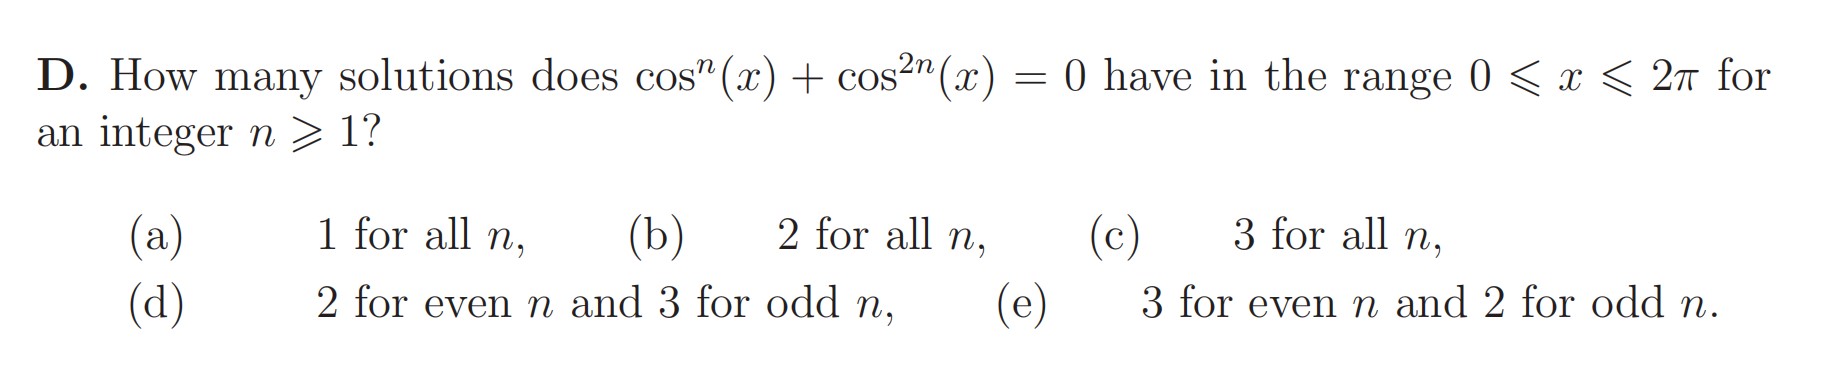 D. How many solutions does cosⁿ(x) + cos²ⁿ(x) = 0 have in the range 0 ⩽ x ⩽ 2π for
an integer n ⩾ 1?
(a) 1 for all n, (b) 2 for all n, (c) 3 for all n,
(d) 2 for even n and 3 for odd n, (e) 3 for even n and 2 for odd n.